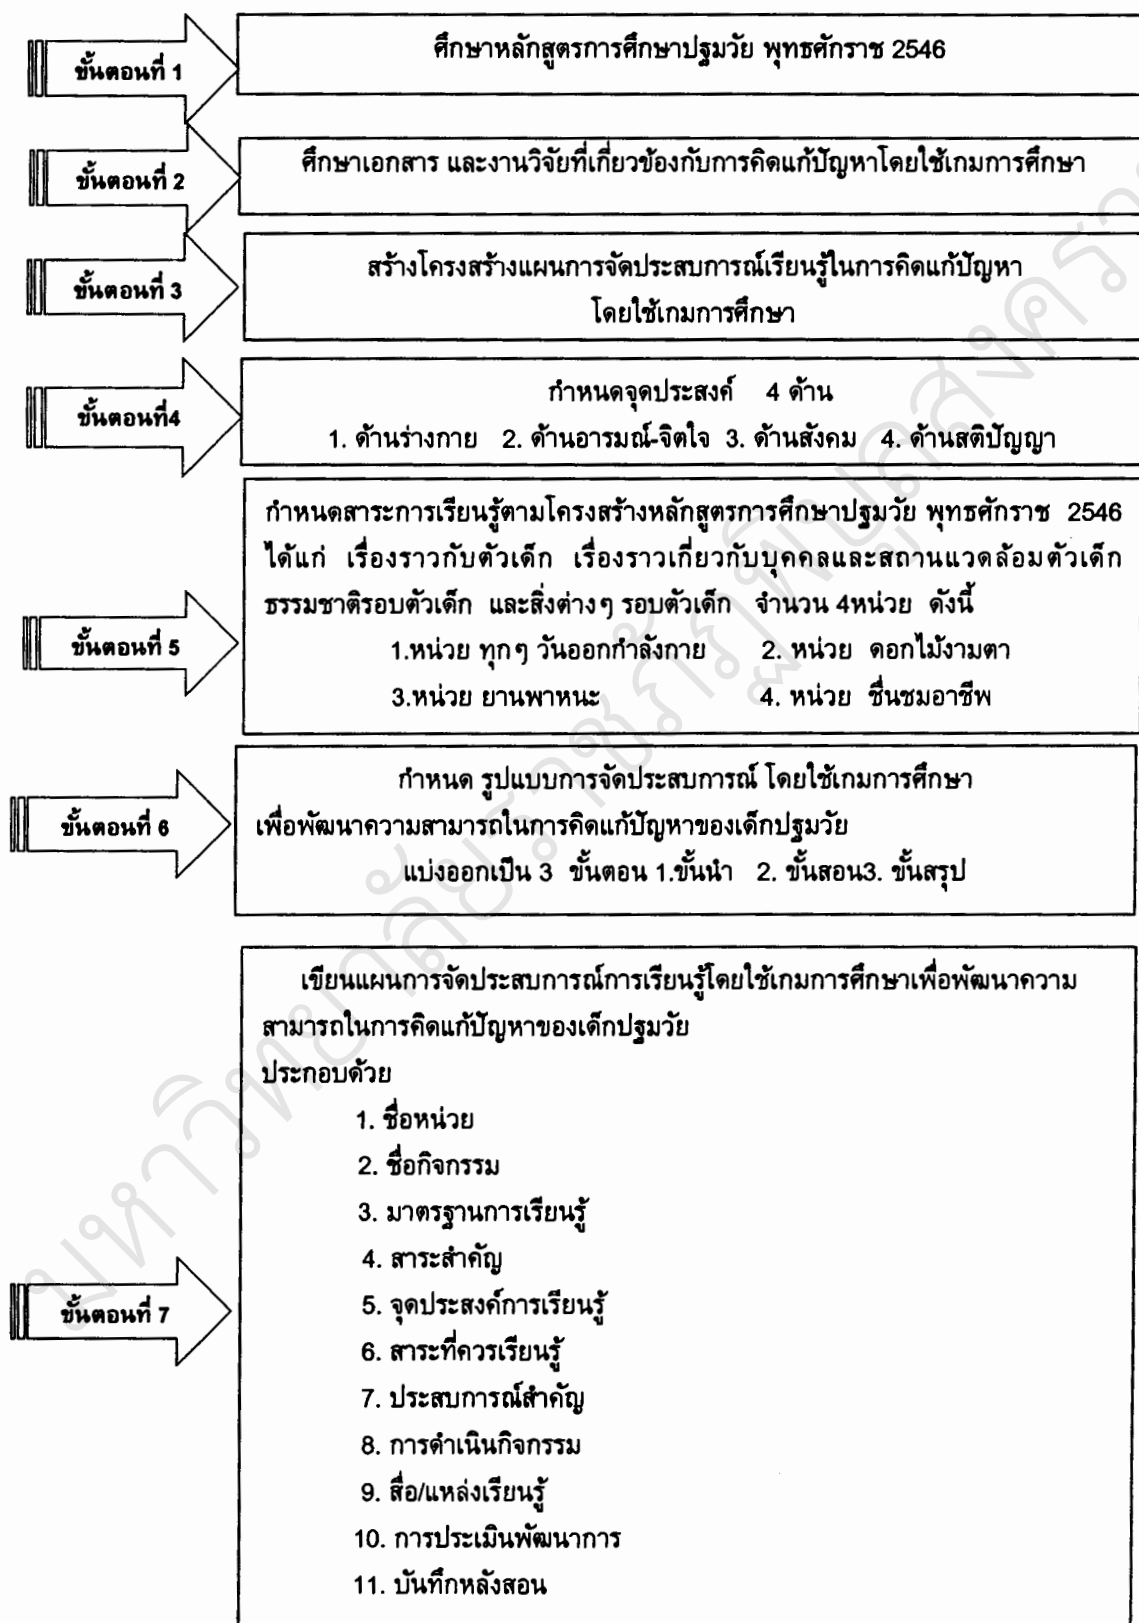 ขั้นตอนที่ 1
ศึกษาหลักสูตรการศึกษาปฐมวัย พุทธศักราช 2546
ขั้นตอนที่ 2
ศึกษาเอกสาร และงานวิจัยที่เกี่ยวข้องกับการคิดแก้ปัญหาโดยใช้เกมการศึกษา
ขั้นตอนที่ 3
สร้างโครงสร้างแผนการจัดประสบการณ์เรียนรู้ในการคิดแก้ปัญหา
โดยใช้เกมการศึกษา
ขั้นตอนที่4
กำหนดจุดประสงค์ 4 ด้าน
1. ด้านร่างกาย 2. ด้านอารมณ์-จิตใจ 3. ด้านสังคม 4. ด้านสติปัญญา
ขั้นตอนที่ 5
กำหนดสาระการเรียนรู้ตามโครงสร้างหลักสูตรการศึกษาปฐมวัย พุทธศักราช 2546
ได้แก่ เรื่องราวกับตัวเด็ก เรื่องราวเกี่ยวกับบุคคลและสถานแวดล้อมตัวเด็ก
ธรรมชาติรอบตัวเด็ก และสิ่งต่างๆ รอบตัวเด็ก จำนวน 4หน่วย ดังนี้
1.หน่วย ทุกๆ วันออกกำลังกาย 2. หน่วย ดอกไม้งามตา
3.หน่วย ยานพาหนะ 4. หน่วย ชื่นชมอาชีพ
ขั้นตอนที่ 6
กำหนด รูปแบบการจัดประสบการณ์ โดยใช้เกมการศึกษา
เพื่อพัฒนาความสามารถในการคิดแก้ปัญหาของเด็กปฐมวัย
แบ่งออกเป็น 3 ขั้นตอน 1.ขั้นนำ 2. ขั้นสอน3. ขั้นสรุป
ขั้นตอนที่ 7
เขียนแผนการจัดประสบการณ์การเรียนรู้โดยใช้เกมการศึกษาเพื่อพัฒนาความ
สามารถในการคิดแก้ปัญหาของเด็กปฐมวัย
ประกอบด้วย
1. ชื่อหน่วย
2. ชื่อกิจกรรม
3. มาตรฐานการเรียนรู้
4. สาระสำคัญ
5. จุดประสงค์การเรียนรู้
6. สาระที่ควรเรียนรู้
7. ประสบการณ์สำคัญ
8. การดำเนินกิจกรรม
9. สื่อ/แหล่งเรียนรู้
10. การประเมินพัฒนาการ
11. บันทึกหลังสอน
มหาวิทยาลัยราชภัฏพิบูลสงคราม